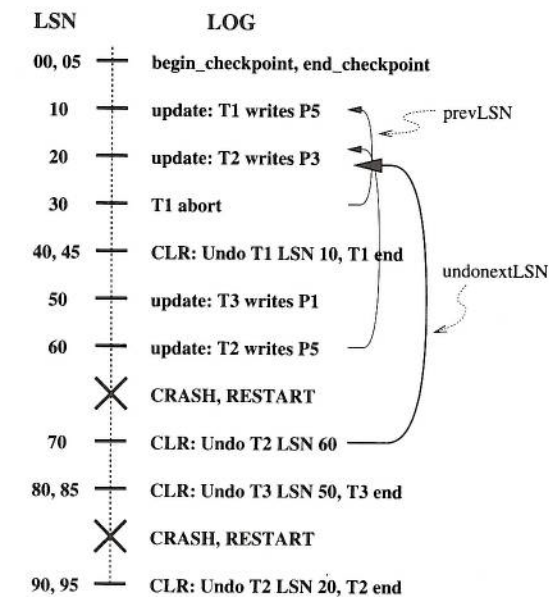 LSN LOG
00, 05 begin_checkpoint, end_checkpoint
10 update: T1 writes P5
prevLSN
20 update: T2 writes P3
30 T1 abort
40, 45 CLR: Undo T1 LSN 10, T1 end
undonextLSN
50 update: T3 writes P1
60 update: T2 writes P5
CRASH, RESTART
70 CLR: Undo T2 LSN 60
80, 85 CLR: Undo T3 LSN 50, T3 end
CRASH, RESTART
90, 95 CLR: Undo T2 LSN 20, T2 end